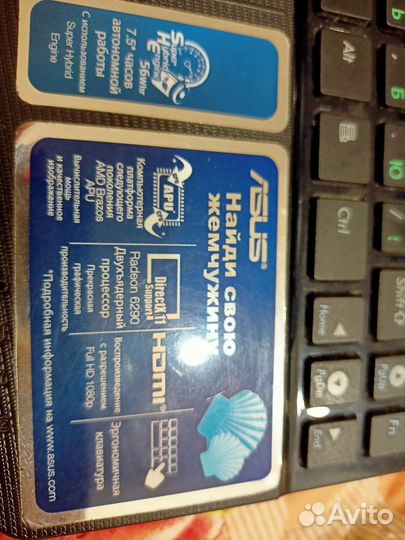 Super
Hybrid
Engine
56Whr
7.5* часов
автономной
работы
С использованием
Super Hybrid
Engine
ASUS®
Найди свою
жемчужину
APU
Компьютерная
платформа
следующего
поколения
AMD Brazos
APU
Вычислительная
мощь
и качественное
изображение
DirectX 11
Support
Radeon 6290
Двухъядерный
процессор
Прекрасная
графическая
производительность
HDMI
Воспроизведение
с разрешением
Full HD 1080p
Эргономичная
клавиатура
*Подробная информация на www.asus.com
Alt
Ctrl
Home
PgDn
End
Shift
PgUp
Fn
Б
Ю
Avito